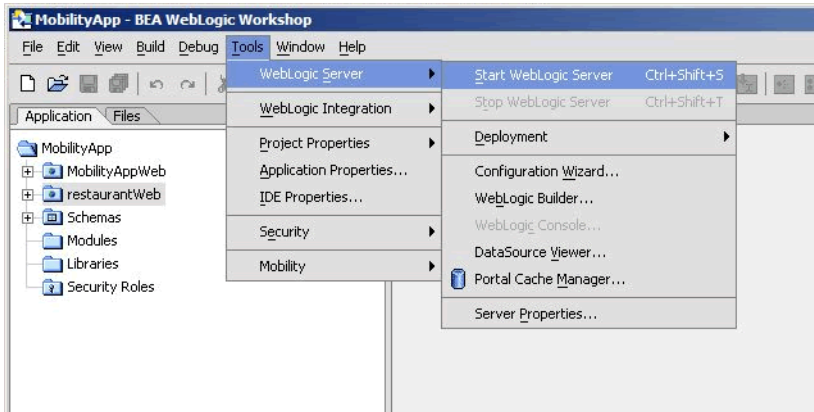 MobilityApp - BEA WebLogic Workshop
File Edit View Build Debug Tools Window Help
Application Files
MobilityApp
MobilityAppWeb
restaurantWeb
Schemas
Modules
Libraries
Security Roles
WebLogic Server
WebLogic Integration
Project Properties
Application Properties...
IDE Properties...
Security
Mobility
Start WebLogic Server Ctrl+Shift+S
Stop WebLogic Server Ctrl+Shift+T
Deployment
Configuration Wizard...
WebLogic Builder...
WebLogic Console...
DataSource Viewer...
Portal Cache Manager...
Server Properties...